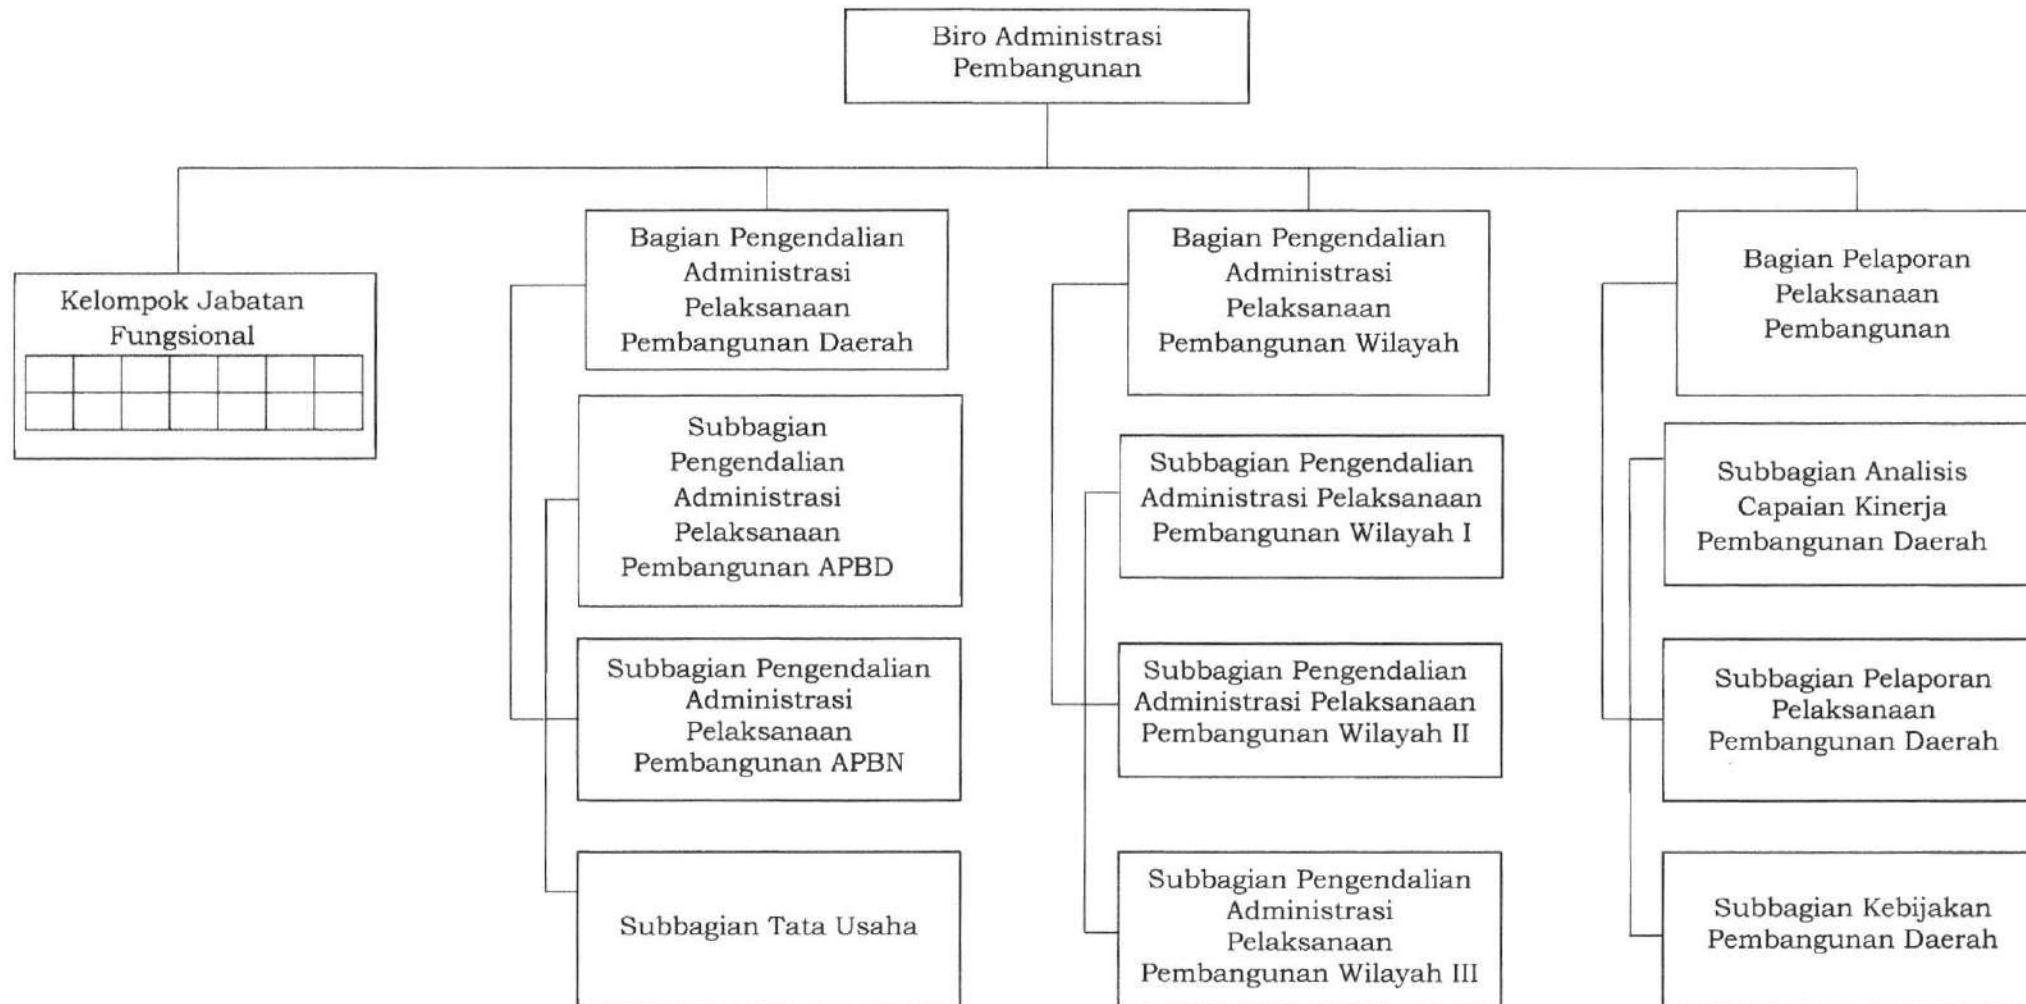 Biro Administrasi
Pembangunan
Kelompok Jabatan
Fungsional
Bagian Pengendalian
Administrasi
Pelaksanaan
Pembangunan Daerah
Subbagian
Pengendalian
Administrasi
Pelaksanaan
Pembangunan APBD
Subbagian Pengendalian
Administrasi
Pelaksanaan
Pembangunan APBN
Subbagian Tata Usaha
Bagian Pengendalian
Administrasi
Pelaksanaan
Pembangunan Wilayah
Subbagian Pengendalian
Administrasi Pelaksanaan
Pembangunan Wilayah I
Subbagian Pengendalian
Administrasi Pelaksanaan
Pembangunan Wilayah II
Subbagian Pengendalian
Administrasi
Pelaksanaan
Pembangunan Wilayah III
Bagian Pelaporan
Pelaksanaan
Pembangunan
Subbagian Analisis
Capaian Kinerja
Pembangunan Daerah
Subbagian Pelaporan
Pelaksanaan
Pembangunan Daerah
Subbagian Kebijakan
Pembangunan Daerah